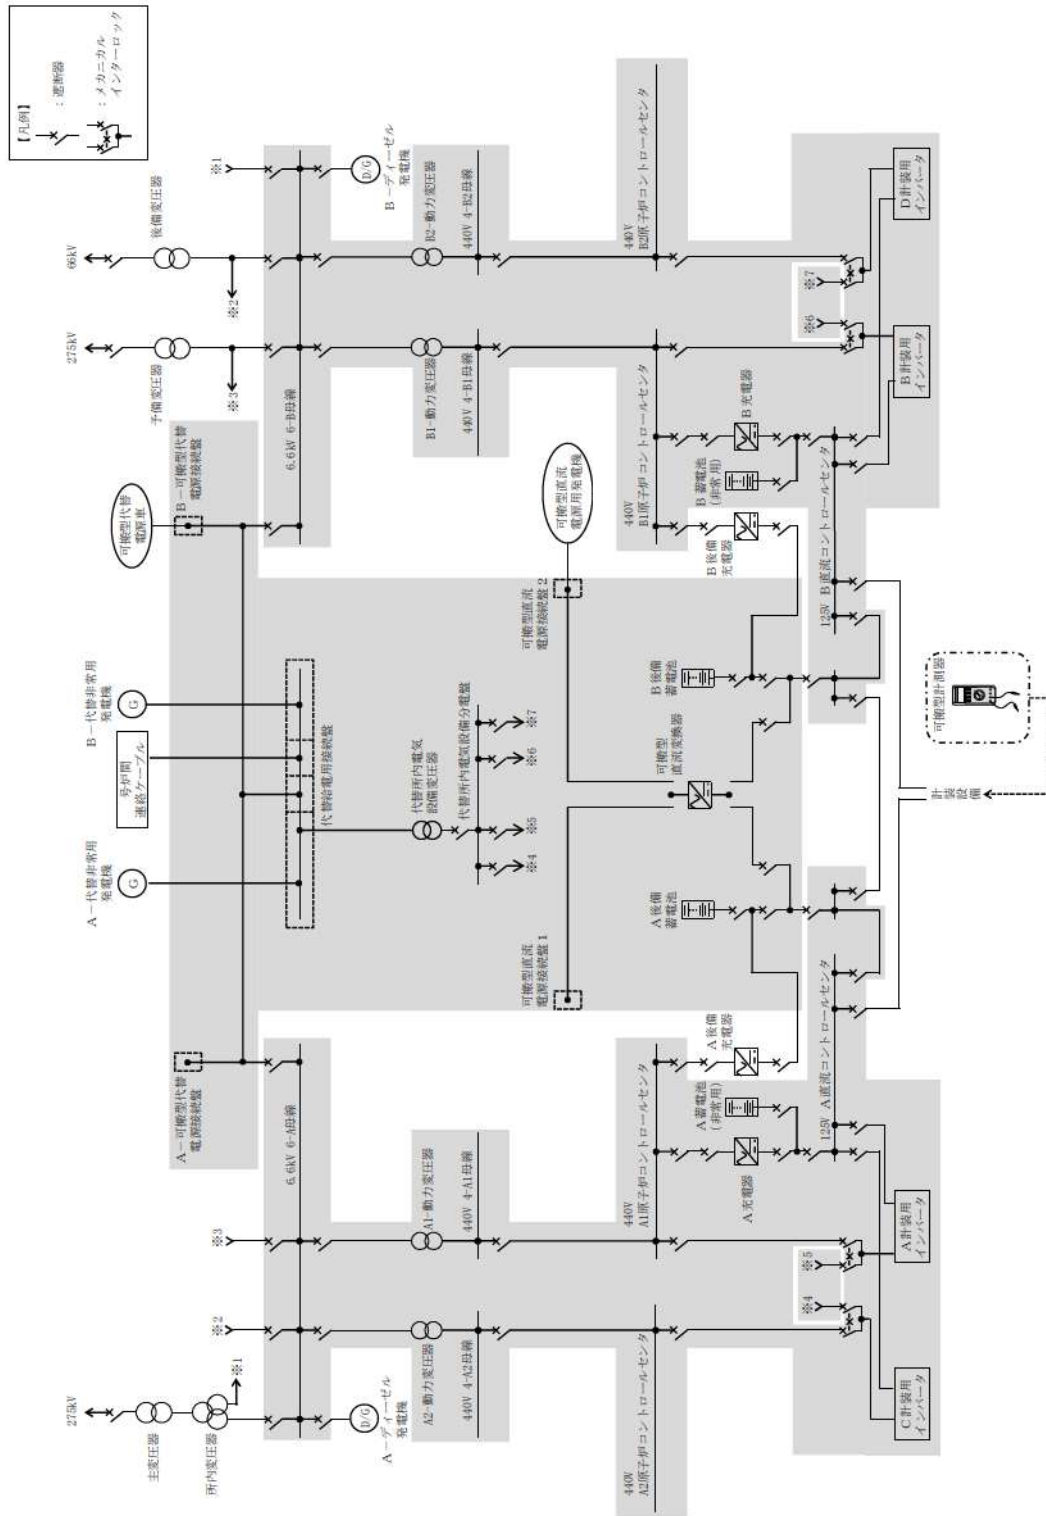 【凡例】
：遮断器
：メカニカル
インターロック
275kV
主変圧器
所内変圧器
※1
※2
※3
A－可搬型代替
電源接続盤
A－代替非常用
発電機
G
号炉間
連絡ケーブル
B－代替非常用
発電機
G
可搬型代替
電源車
B－可搬型代替
電源接続盤
275kV
予備変圧器
※3
66kV
後備変圧器
※2
※1
6.6kV 6-A母線
D/G
A－ディーゼル
発電機
代替給電用接続盤
6.6kV 6-B母線
D/G
B－ディーゼル
発電機
A2-動力変圧器
440V 4-A2母線
A1-動力変圧器
440V 4-A1母線
代替所内電気
設備変圧器
代替所内電気設備分電盤
※4
※5
※6
※7
B1-動力変圧器
440V 4-B1母線
B2-動力変圧器
440V 4-B2母線
可搬型直流
電源接続盤 1
可搬型直流
電源接続盤 2
可搬型直流
電源用発電機
440V
A2原子炉コントロールセンタ
440V
A1原子炉コントロールセンタ
440V
B1原子炉コントロールセンタ
440V
B2原子炉コントロールセンタ
A充電器
A蓄電池
(非常用)
A後備
充電器
A後備
蓄電池
可搬型
直流変換器
B後備
蓄電池
B後備
充電器
B蓄電池
(非常用)
B充電器
※4
※5
125V A直流コントロールセンタ
125V B直流コントロールセンタ
※6
※7
C計装用
インバータ
A計装用
インバータ
計装設備
可搬型計測器
B計装用
インバータ
D計装用
インバータ